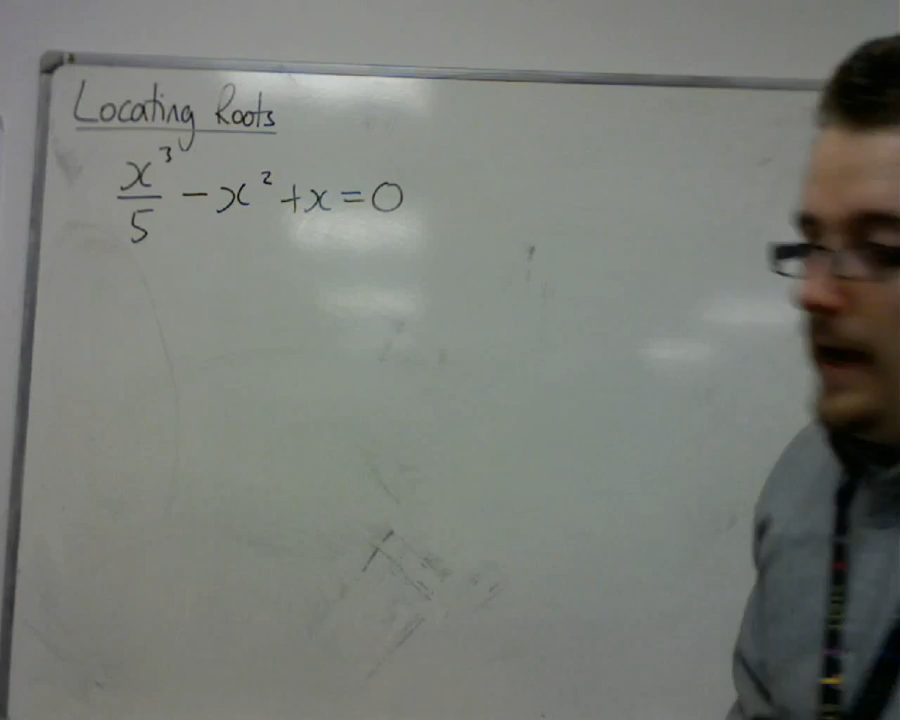 Locating Roots
x³/5 - x² + x = 0